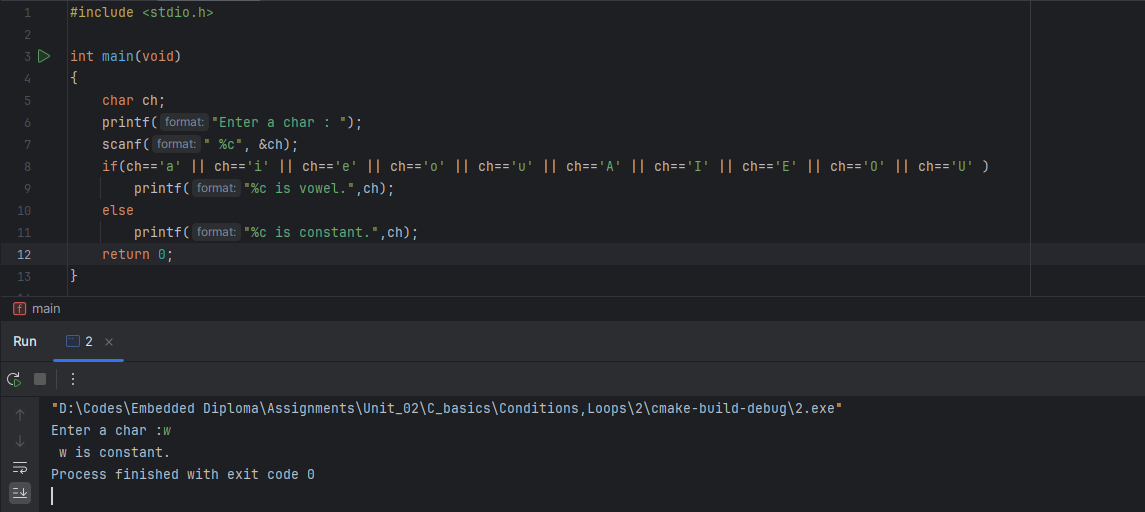 1 #include <stdio.h>
2
3 int main(void)
4 {
5 char ch;
6 printf( format: "Enter a char : ");
7 scanf( format: " %c", &ch);
8 if(ch=='a' || ch=='i' || ch=='e' || ch=='o' || ch=='u' || ch=='A' || ch=='I' || ch=='E' || ch=='O' || ch=='U' )
9 printf( format: "%c is vowel.",ch);
10 else
11 printf( format: "%c is constant.",ch);
12 return 0;
13 }
f main
Run 2 ×
"D:\Codes\Embedded Diploma\Assignments\Unit_02\C_basics\Conditions,Loops\2\cmake-build-debug\2.exe"
Enter a char :w
w is constant.
Process finished with exit code 0